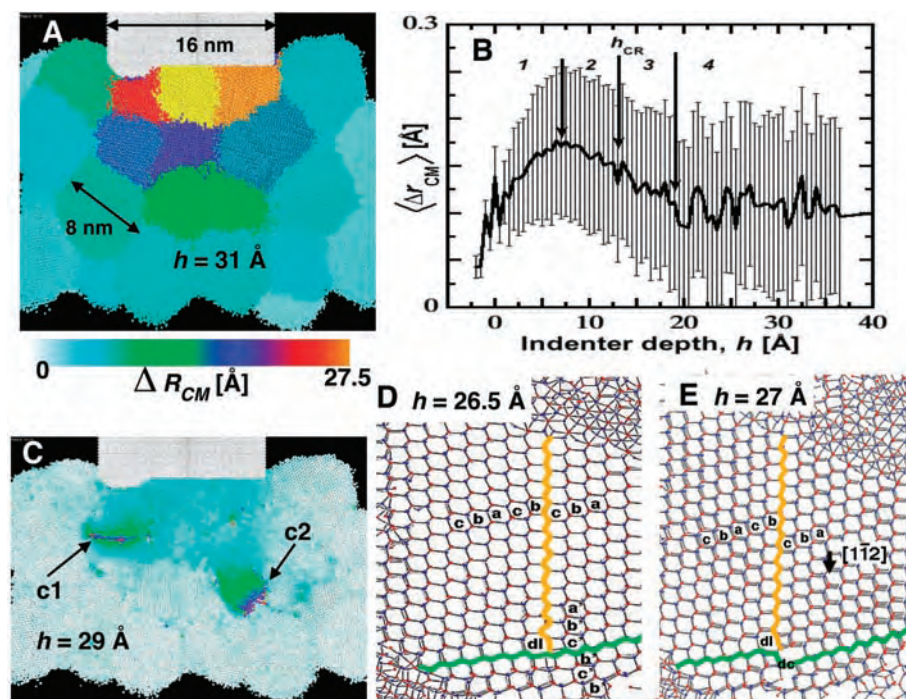 A
16 nm
8 nm
h = 31 Å
0
Δ R_CM [Å]
27.5
B
0.3
h_CR
1 2 3 4
⟨Δr_CM⟩ [Å]
0
0 10 20 30 40
Indenter depth, h [Å]
C
c1
c2
h = 29 Å
D h = 26.5 Å
c b a c b c b a
a
b
dl c
b
c
b
E h = 27 Å
c b a c b c b a
[11̅2]
dl
dc